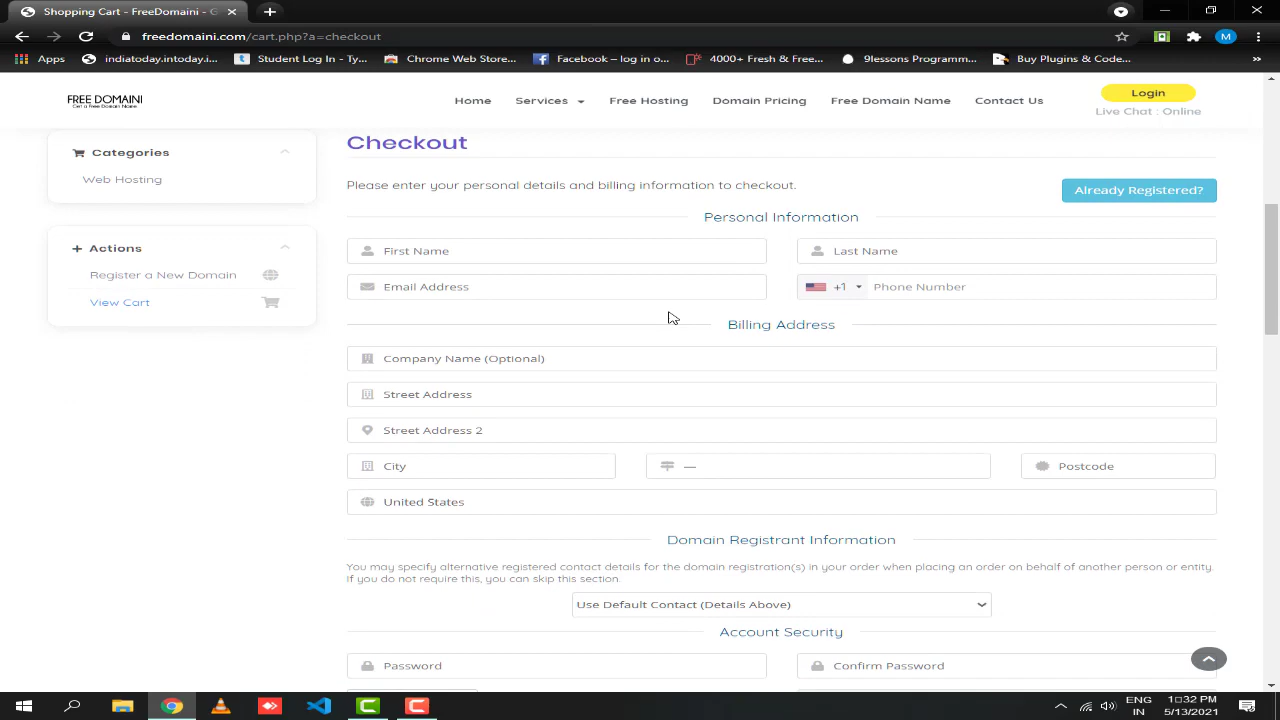 Shopping Cart - FreeDomaini - G
freedomaini.com/cart.php?a=checkout
M
Apps
indiatoday.intoday.i...
Student Log In - Ty...
Chrome Web Store...
Facebook – log in o...
4000+ Fresh & Free...
9lessons Programm...
Buy Plugins & Code...
»
FREE DOMAINI
Get a Free Domain Name
Home
Services
Free Hosting
Domain Pricing
Free Domain Name
Contact Us
Login
Live Chat : Online
Categories
Web Hosting
Actions
Register a New Domain
View Cart
Checkout
Please enter your personal details and billing information to checkout.
Already Registered?
Personal Information
First Name
Last Name
Email Address
+1
Phone Number
Billing Address
Company Name (Optional)
Street Address
Street Address 2
City
—
Postcode
United States
Domain Registrant Information
You may specify alternative registered contact details for the domain registration(s) in your order when placing an order on behalf of another person or entity.
If you do not require this, you can skip this section.
Use Default Contact (Details Above)
Account Security
Password
Confirm Password
ENG
IN
10:32 PM
5/13/2021